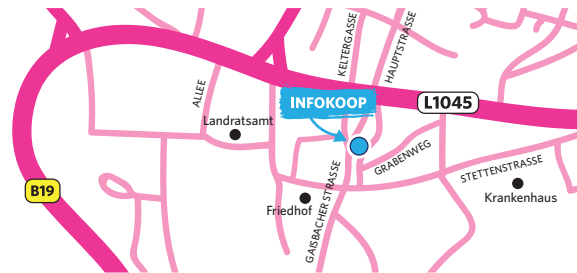 KELTERGASSE
HAUPTSTRASSE
ALLEE
INFOKOOP
L1045
Landratsamt
GRABENWEG
STETTENSTRASSE
B19
Krankenhaus
Friedhof
GAISBACHER STRASSE